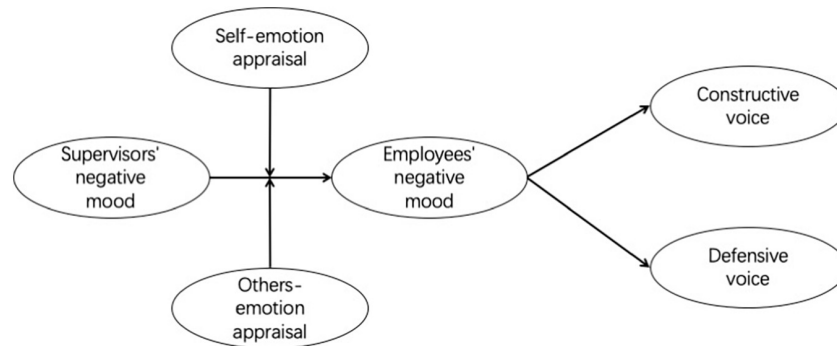 Self-emotion
appraisal
Supervisors'
negative
mood
Employees'
negative
mood
Others-
emotion
appraisal
Constructive
voice
Defensive
voice